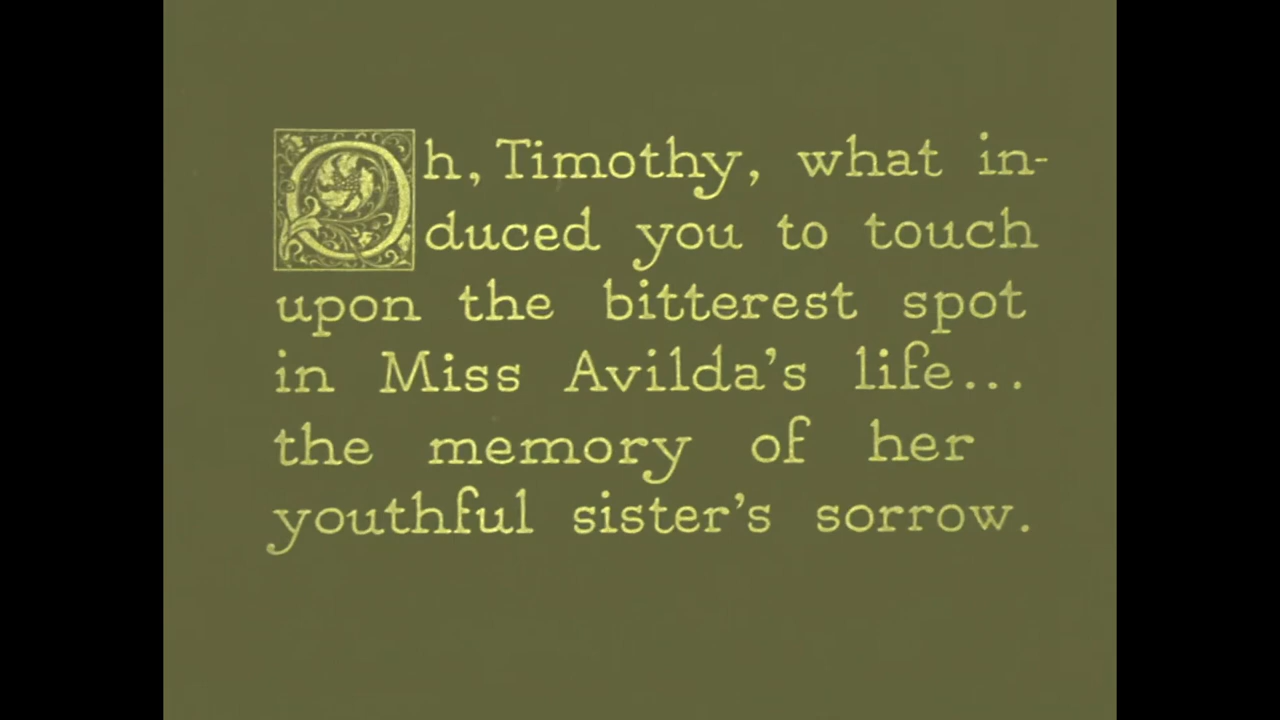 Oh, Timothy, what in-
duced you to touch
upon the bitterest spot
in Miss Avilda's life...
the memory of her
youthful sister's sorrow.